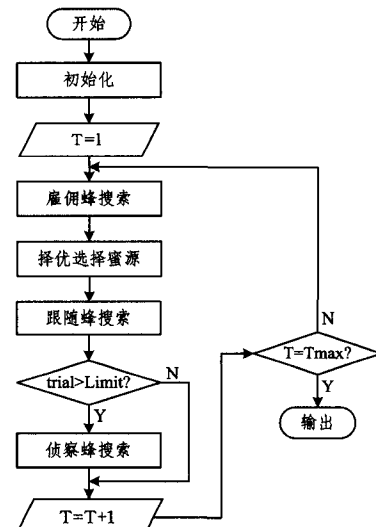 开始
初始化
T=1
雇佣蜂搜索
择优选择蜜源
跟随蜂搜索
trial>Limit?
N
Y
侦察蜂搜索
T=T+1
N
T=Tmax?
Y
输出